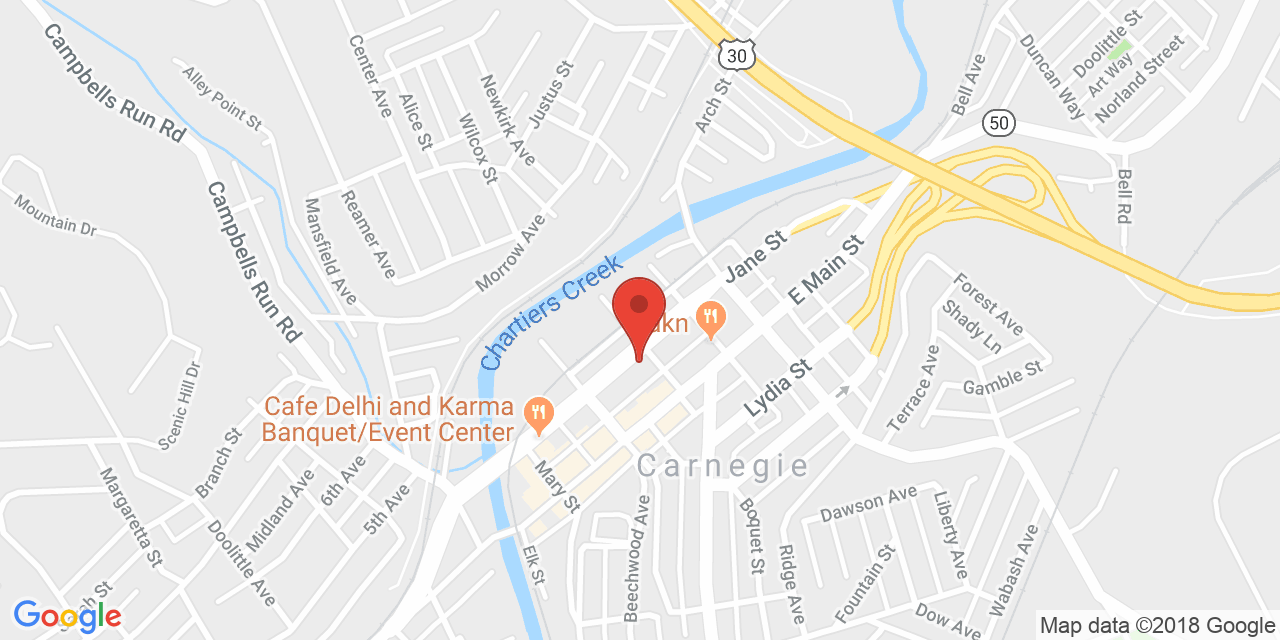 Campbells Run Rd
Alley Point St
Center Ave
Alice St
Newkirk Ave
Wilcox St
Justus St
30
Arch St
Bell Ave
Duncan Way
Doolittle St
Art Way
Norland Street
50
Bell Rd
Mountain Dr
Campbells Run Rd
Mansfield Ave
Reamer Ave
Morrow Ave
Chartiers Creek
Jane St
E Main St
Forest Ave
Shady Ln
Gamble St
Terrace Ave
Lydia St
Scenic Hill Dr
Cafe Delhi and Karma
Banquet/Event Center
Carnegie
Branch St
Midland Ave
6th Ave
5th Ave
Margaretta St
Doolittle Ave
Mary St
Elk St
Beechwood Ave
Boquet St
Ridge Ave
Dawson Ave
Fountain St
Liberty Ave
Wabash Ave
Dow Ave
Google
Map data ©2018 Google